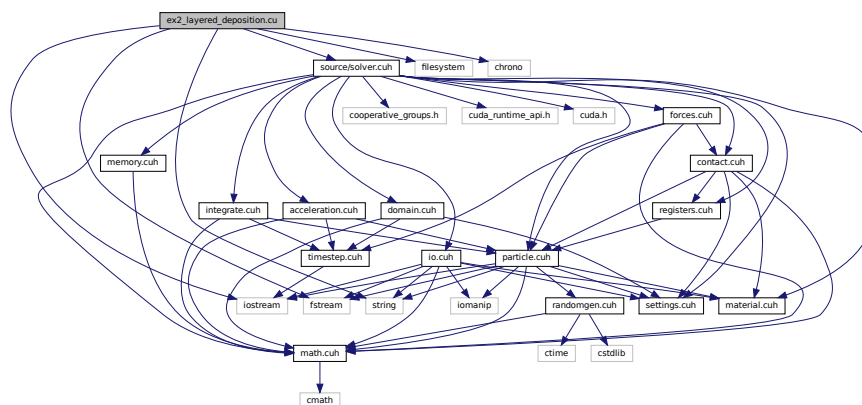 ex2_layered_deposition.cu
source/solver.cuh
filesystem
chrono
cooperative_groups.h
cuda_runtime_api.h
cuda.h
forces.cuh
memory.cuh
contact.cuh
integrate.cuh
acceleration.cuh
domain.cuh
registers.cuh
timestep.cuh
io.cuh
particle.cuh
iostream
fstream
string
iomanip
randomgen.cuh
settings.cuh
material.cuh
math.cuh
ctime
cstdlib
cmath